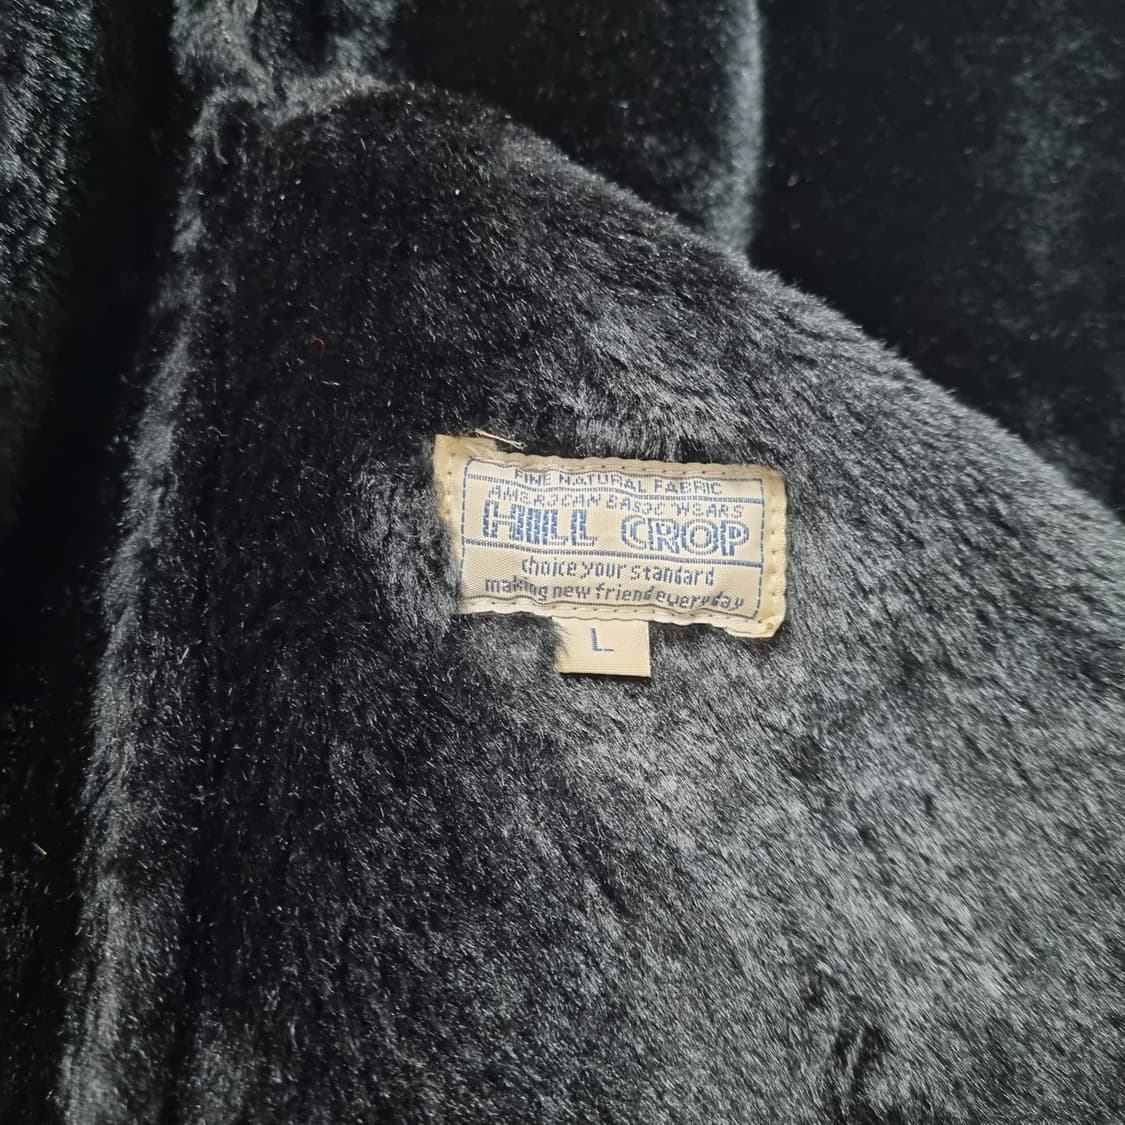 FINE NATURAL FABRIC
AMERICAN BASIC WEARS
HILL CROP
choice your standard
making new friend everyday
L